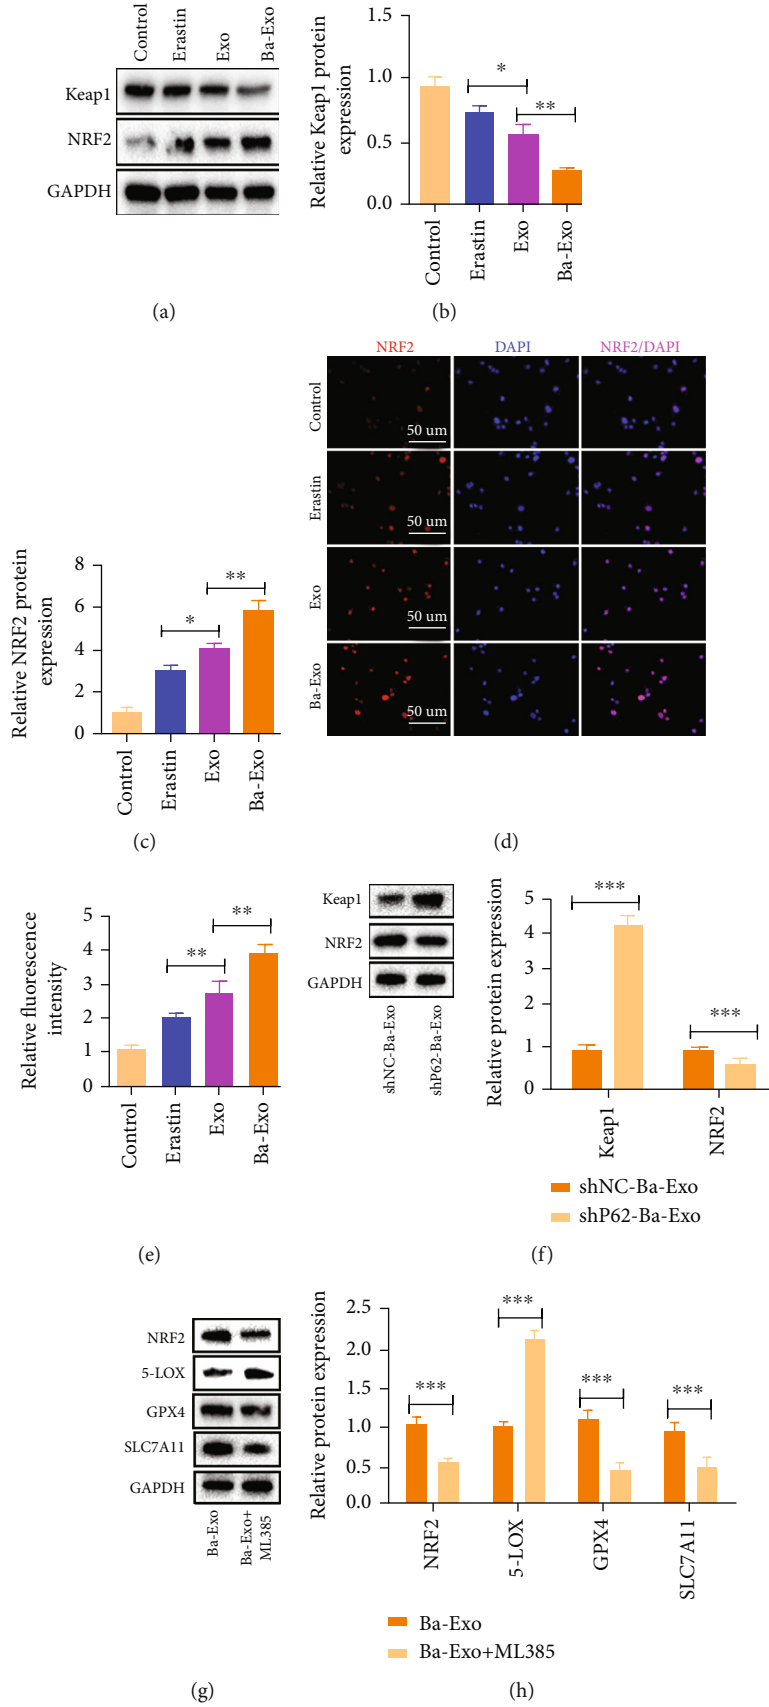 Control
Erastin
Exo
Ba-Exo
Keap1
NRF2
GAPDH
(a)
Relative Keap1 protein
expression
1.5
1.0
0.5
0.0
*
**
Control
Erastin
Exo
Ba-Exo
(b)
Relative NRF2 protein
expression
8
6
4
2
0
*
**
Control
Erastin
Exo
Ba-Exo
(c)
NRF2 DAPI NRF2/DAPI
Control
50 um
Erastin
50 um
Exo
50 um
Ba-Exo
50 um
(d)
Relative fluorescence
intensity
5
4
3
2
1
0
**
**
Control
Erastin
Exo
Ba-Exo
(e)
Keap1
NRF2
GAPDH
shNC-Ba-Exo
shP62-Ba-Exo
Relative protein expression
5
4
4
2
1
0
***
***
Keap1
NRF2
shNC-Ba-Exo
shP62-Ba-Exo
(f)
NRF2
5-LOX
GPX4
SLC7A11
GAPDH
Ba-Exo
Ba-Exo+
ML385
(g)
Relative protein expression
2.5
2.0
1.0
0.5
0.0
***
***
***
***
NRF2
5-LOX
GPX4
SLC7A11
Ba-Exo
Ba-Exo+ML385
(h)